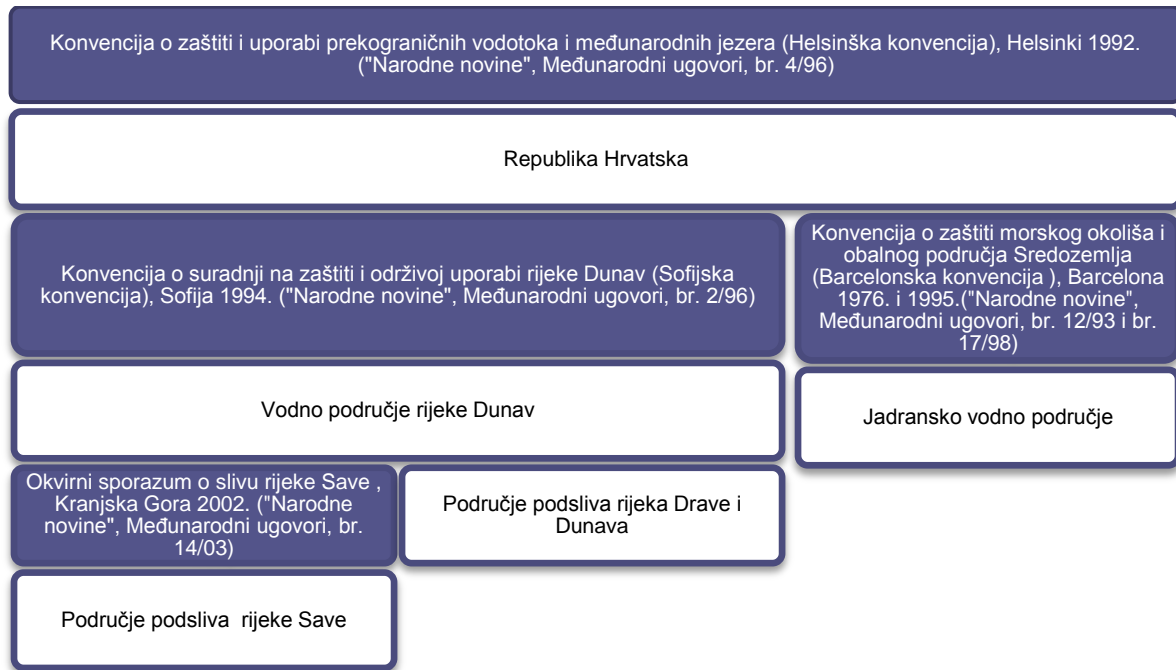 Konvencija o zaštiti i uporabi prekograničnih vodotoka i međunarodnih jezera (Helsinška konvencija), Helsinki 1992.
("Narodne novine", Međunarodni ugovori, br. 4/96)
Republika Hrvatska
Konvencija o suradnji na zaštiti i održivoj uporabi rijeke Dunav (Sofijska
konvencija), Sofija 1994. ("Narodne novine", Međunarodni ugovori, br. 2/96)
Konvencija o zaštiti morskog okoliša i
obalnog područja Sredozemlja
(Barcelonska konvencija ), Barcelona
1976. i 1995.("Narodne novine",
Međunarodni ugovori, br. 12/93 i br.
17/98)
Vodno područje rijeke Dunav
Jadransko vodno područje
Okvirni sporazum o slivu rijeke Save ,
Kranjska Gora 2002. ("Narodne
novine", Međunarodni ugovori, br.
14/03)
Područje podsliva rijeka Drave i
Dunava
Područje podsliva  rijeke Save